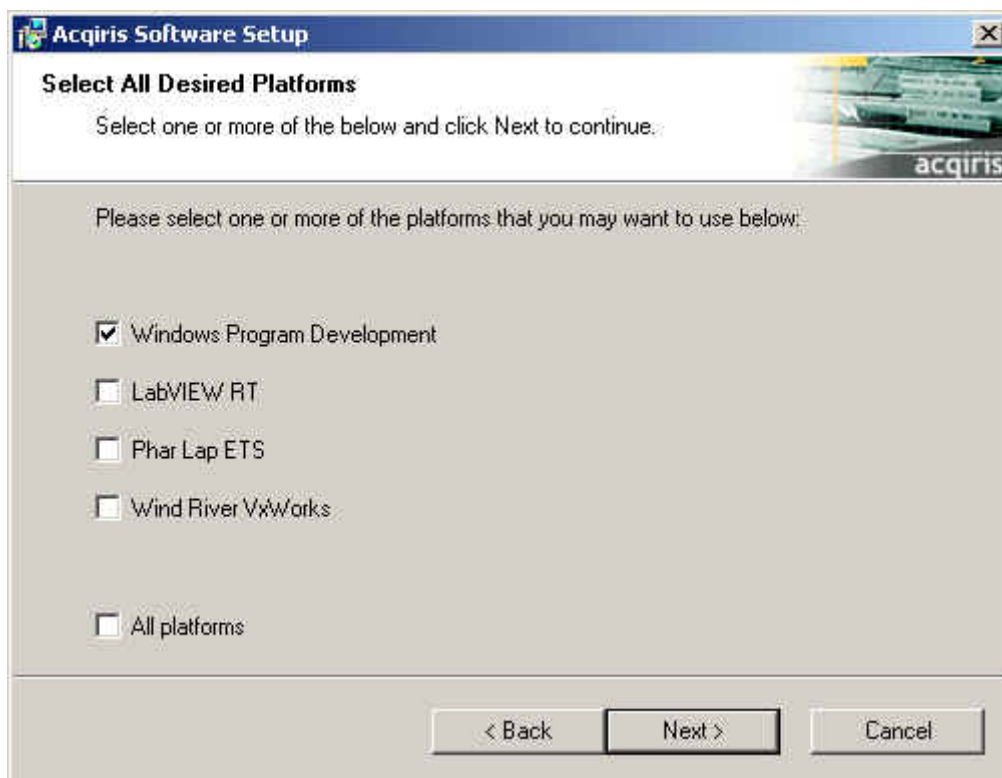 Acqiris Software Setup
Select All Desired Platforms
Select one or more of the below and click Next to continue.
acqiris
Please select one or more of the platforms that you may want to use below:
Windows Program Development
LabVIEW RT
Phar Lap ETS
Wind River VxWorks
All platforms
< Back Next > Cancel